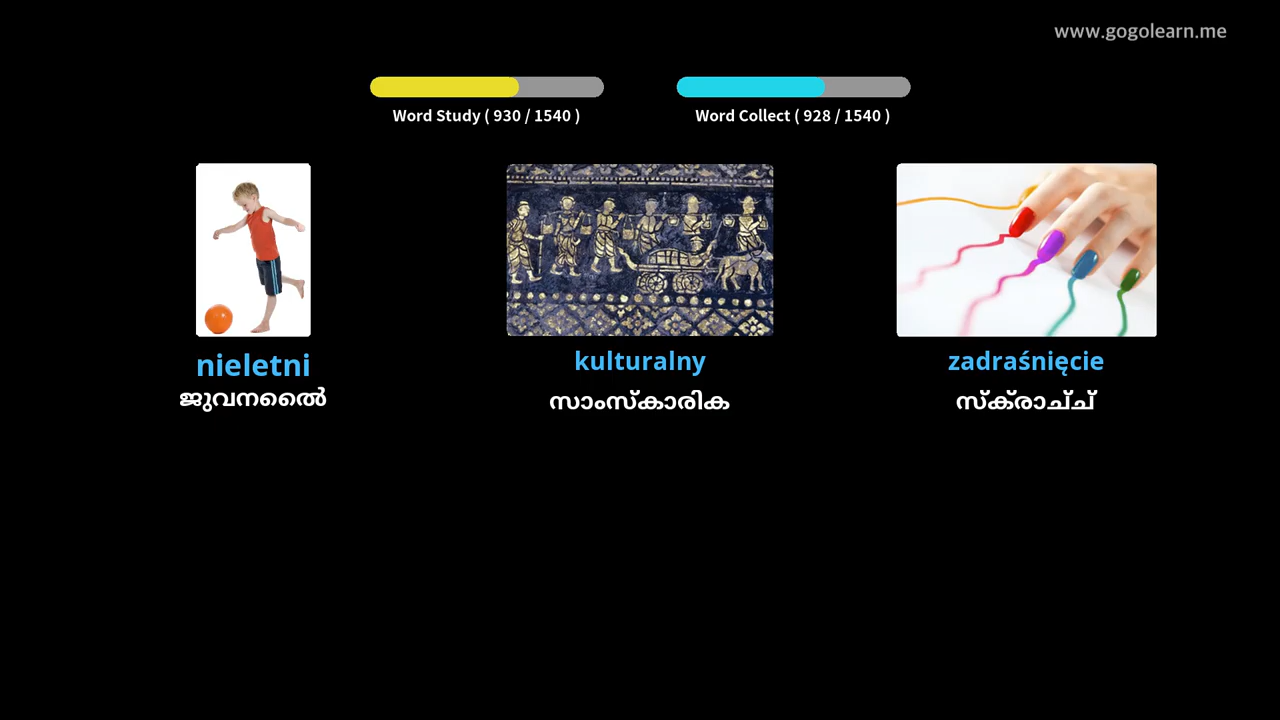 www.gogolearn.me
Word Study ( 930 / 1540 )
Word Collect ( 928 / 1540 )
nieletni
ജുവനൈൽ
kulturalny
സാംസ്കാരിക
zadraśnięcie
സ്ക്രാച്ച്